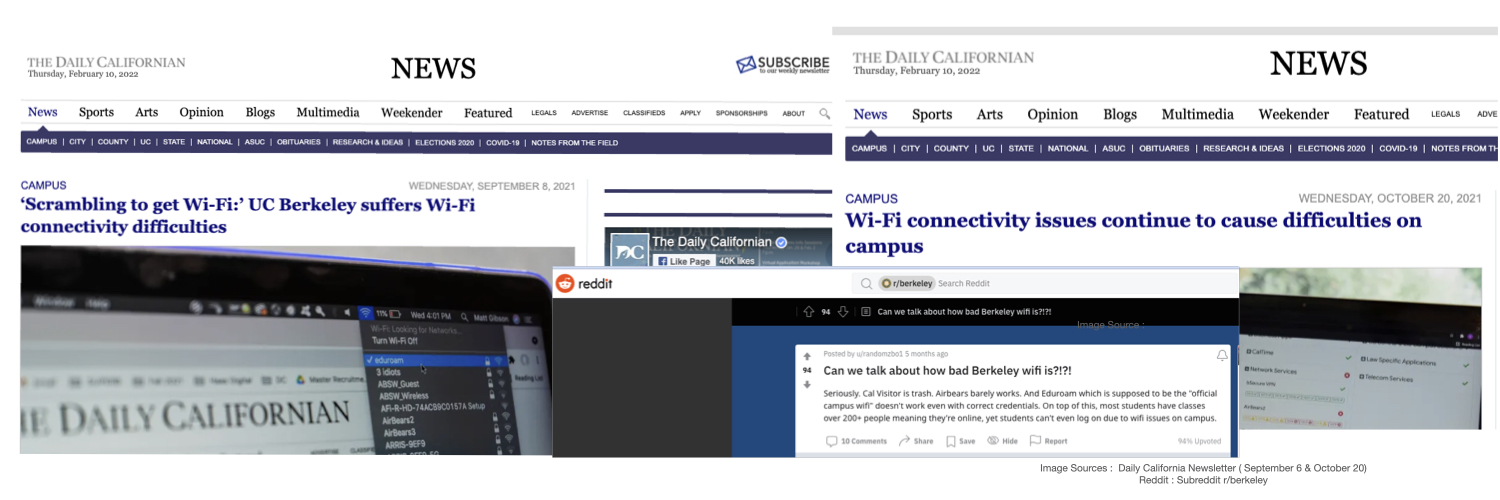 THE DAILY CALIFORNIAN
Thursday, February 10, 2022
NEWS
SUBSCRIBE
to our weekly newsletter
News Sports Arts Opinion Blogs Multimedia Weekender Featured LEGALS ADVERTISE CLASSIFIEDS APPLY SPONSORSHIPS ABOUT
CAMPUS | CITY | COUNTY | UC | STATE | NATIONAL | ASUC | OBITUARIES | RESEARCH & IDEAS | ELECTIONS 2020 | COVID-19 | NOTES FROM THE FIELD
CAMPUS
WEDNESDAY, SEPTEMBER 8, 2021
‘Scrabling to get Wi-Fi:’ UC Berkeley suffers Wi-Fi
connectivity difficulties
The Daily Californian
Like Page 40K likes
Window Help
11% Wed 4:01 PM Matt Gibson
Wi-Fi: Looking for Networks...
Turn Wi-Fi Off
✓ eduroam
3 idiots
ABSW_Guest
ABSW_Wireless
AFi-R-HD-74ACB9C0157A Setup
AirBears2
AirBears3
ARRIS-9EF9
Master Recruitme...
Reading List
HE DAILY CALIFORNIAN
THE DAILY CALIFORNIAN
Thursday, February 10, 2022
NEWS
News Sports Arts Opinion Blogs Multimedia Weekender Featured LEGALS ADVE
CAMPUS | CITY | COUNTY | UC | STATE | NATIONAL | ASUC | OBITUARIES | RESEARCH & IDEAS | ELECTIONS 2020 | COVID-19 | NOTES FROM TH
CAMPUS
WEDNESDAY, OCTOBER 20, 2021
Wi-Fi connectivity issues continue to cause difficulties on
campus
CalTime
Network Services
AirBears2
Law Specific Applications
Telecom Services
reddit
r/berkeley Search Reddit
94 Can we talk about how bad Berkeley wifi is?!?!
Image Source :
Posted by u/randomzbo1 5 months ago
94
Can we talk about how bad Berkeley wifi is?!?!
Seriously. Cal Visitor is trash. Airbears barely works. And Eduroam which is supposed to be the "official
campus wifi" doesn't work even with correct credentials. On top of this, most students have classes
over 200+ people meaning they're online, yet students can't even log on due to wifi issues on campus.
10 Comments Share Save Hide Report 94% Upvoted
Image Sources : Daily California Newsletter ( September 6 & October 20)
Reddit : Subreddit r/berkeley